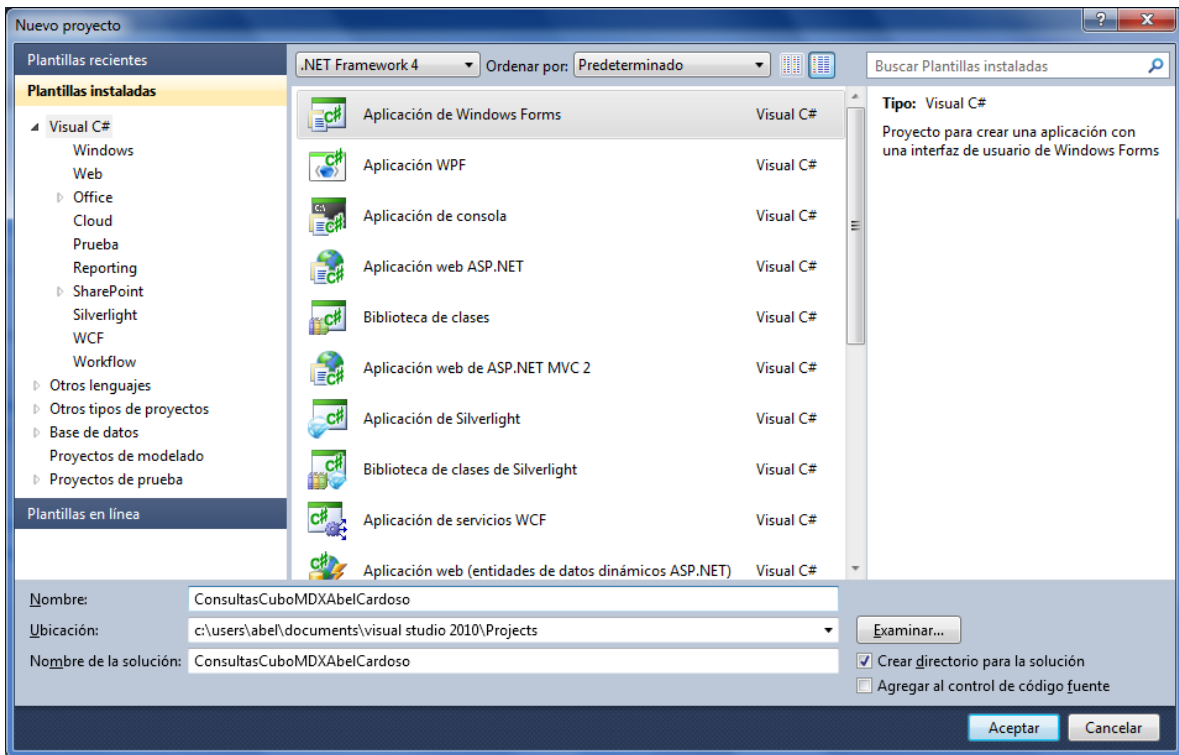 Nuevo proyecto
Plantillas recientes
Plantillas instaladas
Visual C#
Windows
Web
Office
Cloud
Prueba
Reporting
SharePoint
Silverlight
WCF
Workflow
Otros lenguajes
Otros tipos de proyectos
Base de datos
Proyectos de modelado
Proyectos de prueba
Plantillas en línea
.NET Framework 4 Ordenar por: Predeterminado
Aplicación de Windows Forms Visual C#
Aplicación WPF Visual C#
Aplicación de consola Visual C#
Aplicación web ASP.NET Visual C#
Biblioteca de clases Visual C#
Aplicación web de ASP.NET MVC 2 Visual C#
Aplicación de Silverlight Visual C#
Biblioteca de clases de Silverlight Visual C#
Aplicación de servicios WCF Visual C#
Aplicación web (entidades de datos dinámicos ASP.NET) Visual C#
Buscar Plantillas instaladas
Tipo: Visual C#
Proyecto para crear una aplicación con
una interfaz de usuario de Windows Forms
Nombre: ConsultasCuboMDXAbelCardoso
Ubicación: c:\users\abel\documents\visual studio 2010\Projects Examinar...
Nombre de la solución: ConsultasCuboMDXAbelCardoso
Crear directorio para la solución
Agregar al control de código fuente
Aceptar Cancelar